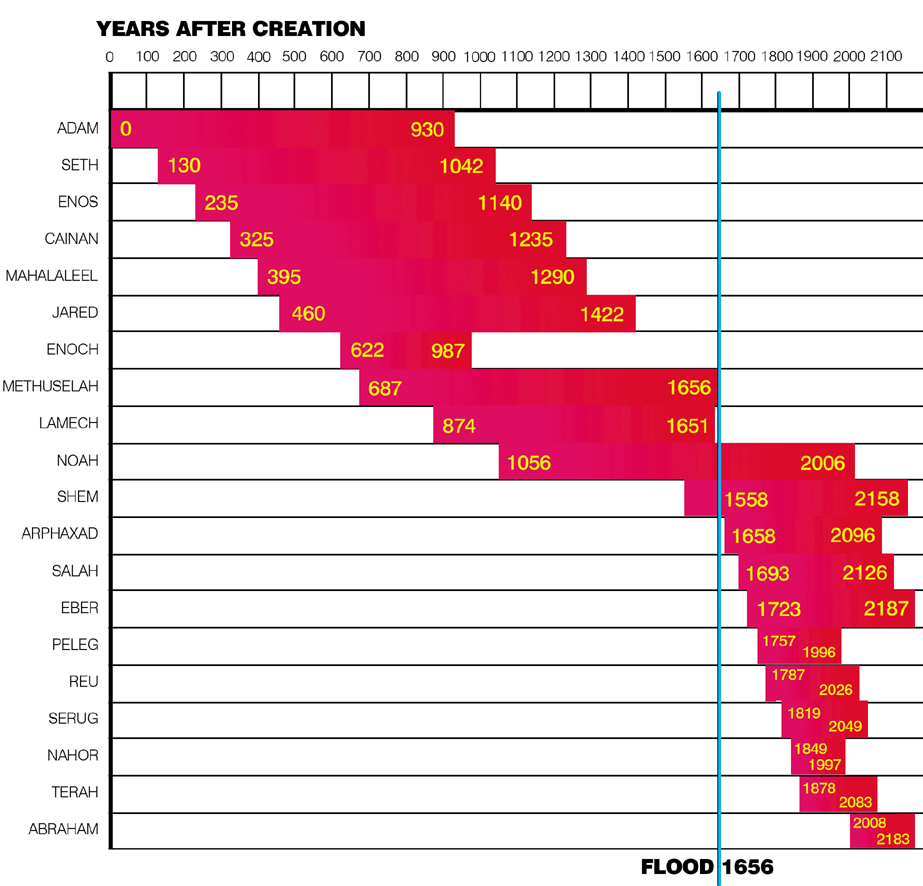 YEARS AFTER CREATION
0 100 200 300 400 500 600 700 800 900 1000 1100 1200 1300 1400 1500 1600 1700 1800 1900 2000 2100
ADAM 0 930
SETH 130 1042
ENOS 235 1140
CAINAN 325 1235
MAHALALEEL 395 1290
JARED 460 1422
ENOCH 622 987
METHUSELAH 687 1656
LAMECH 874 1651
NOAH 1056 2006
SHEM 1558 2158
ARPHAXAD 1658 2096
SALAH 1693 2126
EBER 1723 2187
PELEG 1757 1996
REU 1787 2026
SERUG 1819 2049
NAHOR 1849 1997
TERAH 1878 2083
ABRAHAM 2008 2183
FLOOD 1656